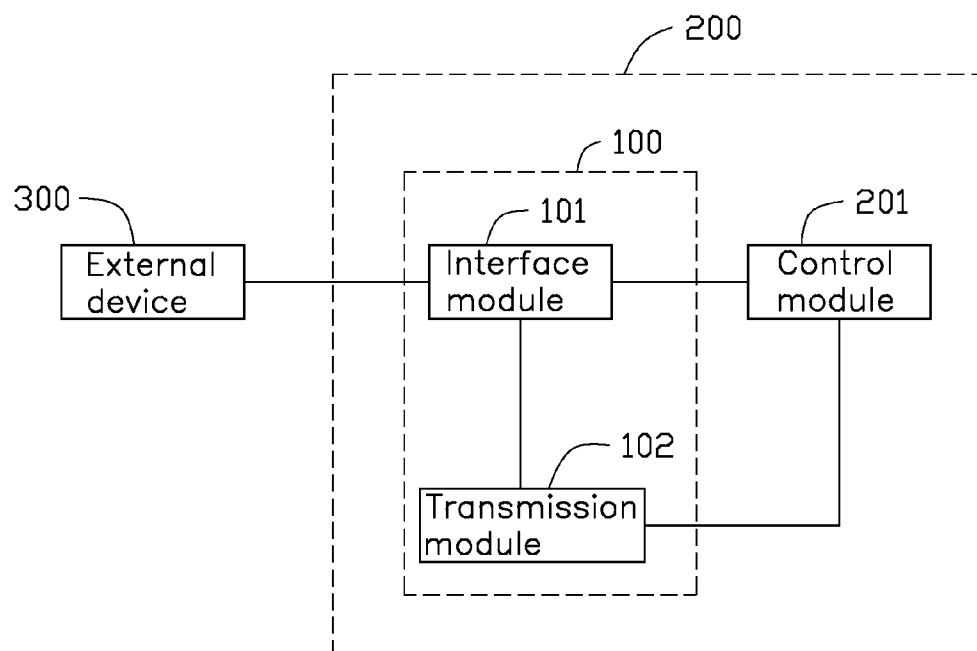 200
100
300
101
201
External
device
Interface
module
Control
module
102
Transmission
module